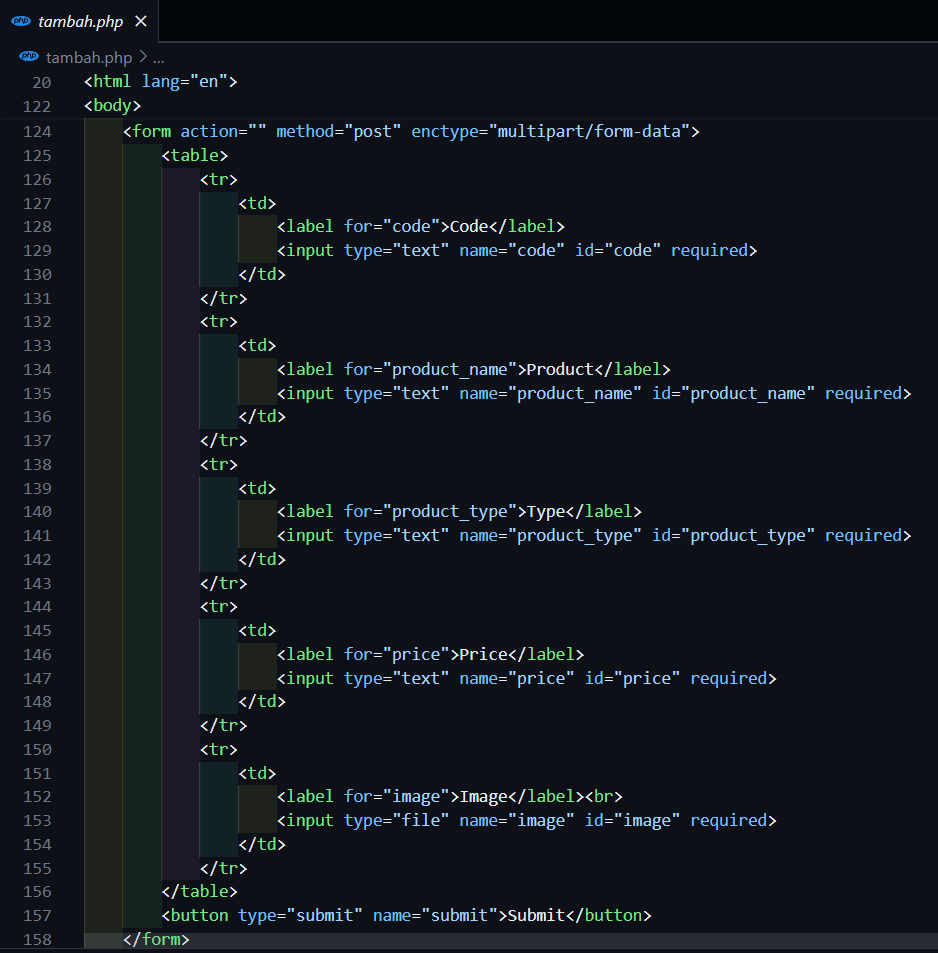 php tambah.php ×
php tambah.php > ...
20 <html lang="en">
122 <body>
124 <form action="" method="post" enctype="multipart/form-data">
125 <table>
126 <tr>
127 <td>
128 <label for="code">Code</label>
129 <input type="text" name="code" id="code" required>
130 </td>
131 </tr>
132 <tr>
133 <td>
134 <label for="product_name">Product</label>
135 <input type="text" name="product_name" id="product_name" required>
136 </td>
137 </tr>
138 <tr>
139 <td>
140 <label for="product_type">Type</label>
141 <input type="text" name="product_type" id="product_type" required>
142 </td>
143 </tr>
144 <tr>
145 <td>
146 <label for="price">Price</label>
147 <input type="text" name="price" id="price" required>
148 </td>
149 </tr>
150 <tr>
151 <td>
152 <label for="image">Image</label><br>
153 <input type="file" name="image" id="image" required>
154 </td>
155 </tr>
156 </table>
157 <button type="submit" name="submit">Submit</button>
158 </form>